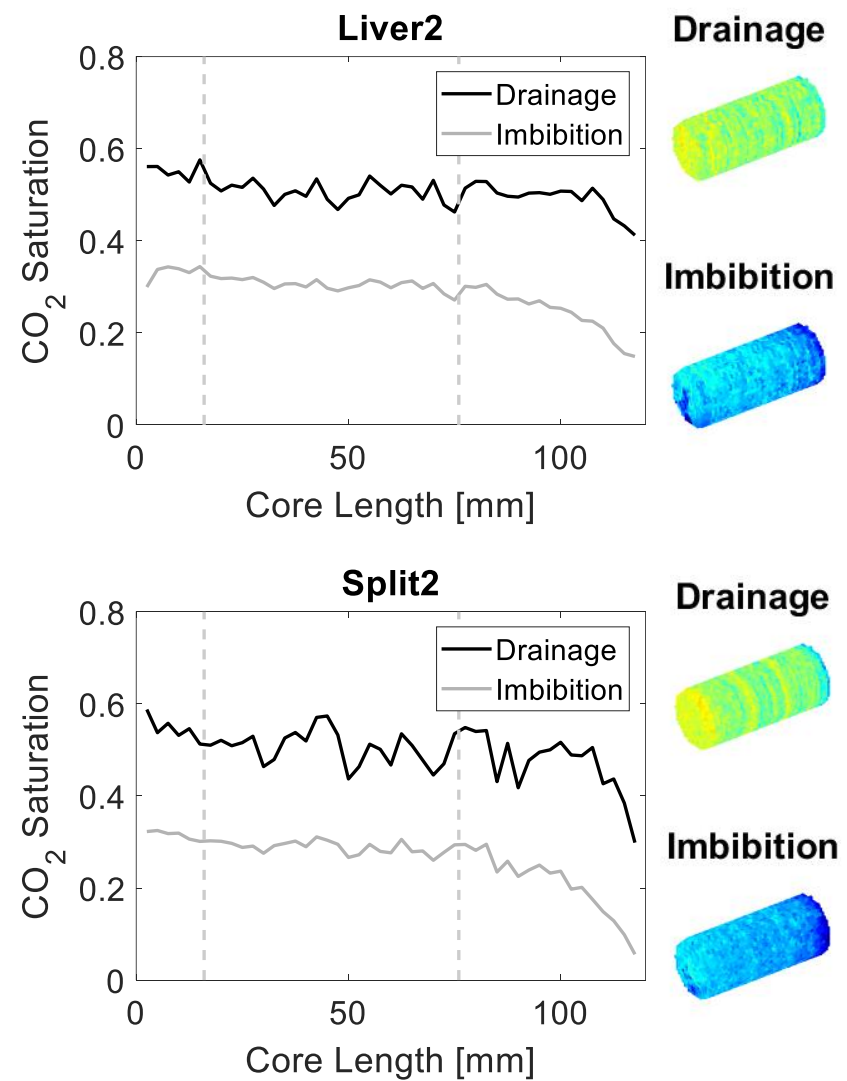 Liver2
Drainage
0.8
0.6
0.4
0.2
0
CO2 Saturation
Drainage
Imbibition
Imbibition
0
50
100
Core Length [mm]
Split2
Drainage
0.8
0.6
0.4
0.2
0
CO2 Saturation
Drainage
Imbibition
Imbibition
0
50
100
Core Length [mm]